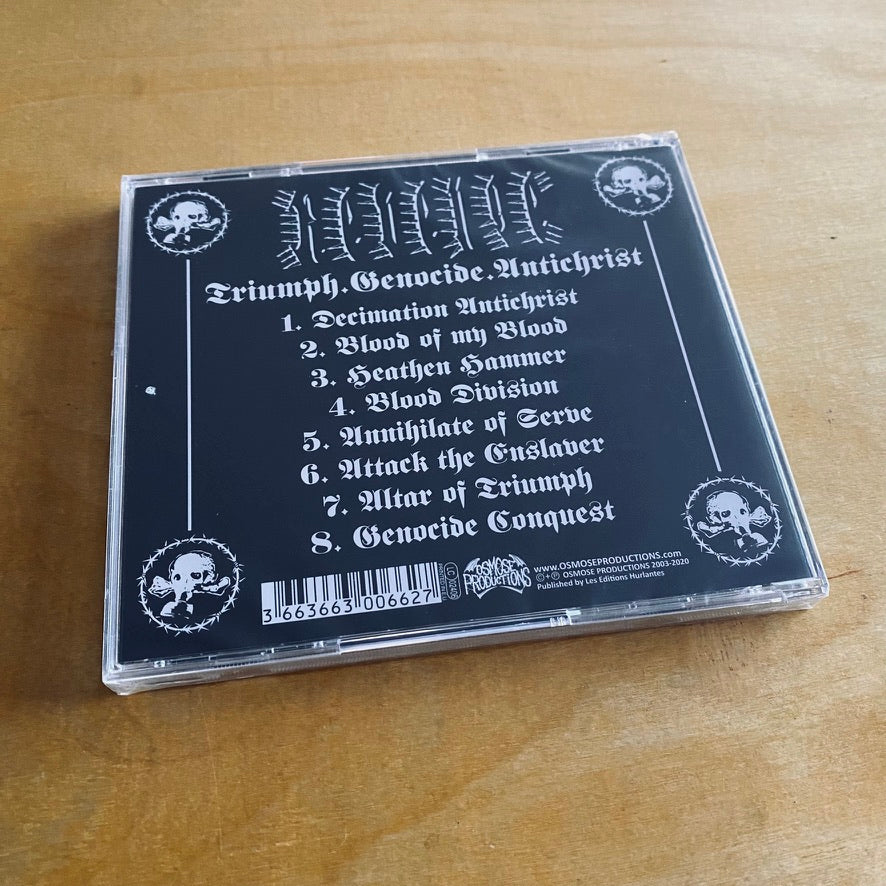 REVENGE
Triumph.Genocide.Antichrist
1. Decimation Antichrist
2. Blood of my Blood
3. Heathen Hammer
4. Blood Division
5. Annihilate of Serve
6. Attack the Enslaver
7. Altar of Triumph
8. Genocide Conquest
3 663663 006627
OSMOSE
PRODUCTIONS
www.OSMOSEPRODUCTIONS.com
©+℗ OSMOSE PRODUCTIONS 2003-2020
Published by Les Editions Hurlantes